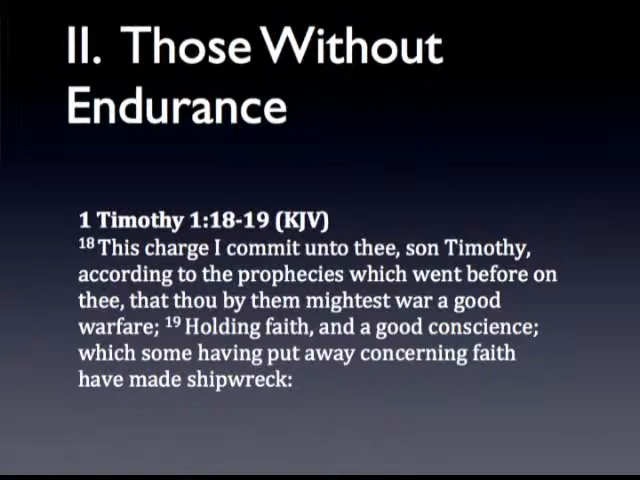 II. Those Without
Endurance
1 Timothy 1:18-19 (KJV)
18 This charge I commit unto thee, son Timothy,
according to the prophecies which went before on
thee, that thou by them mightest war a good
warfare; 19 Holding faith, and a good conscience;
which some having put away concerning faith
have made shipwreck: